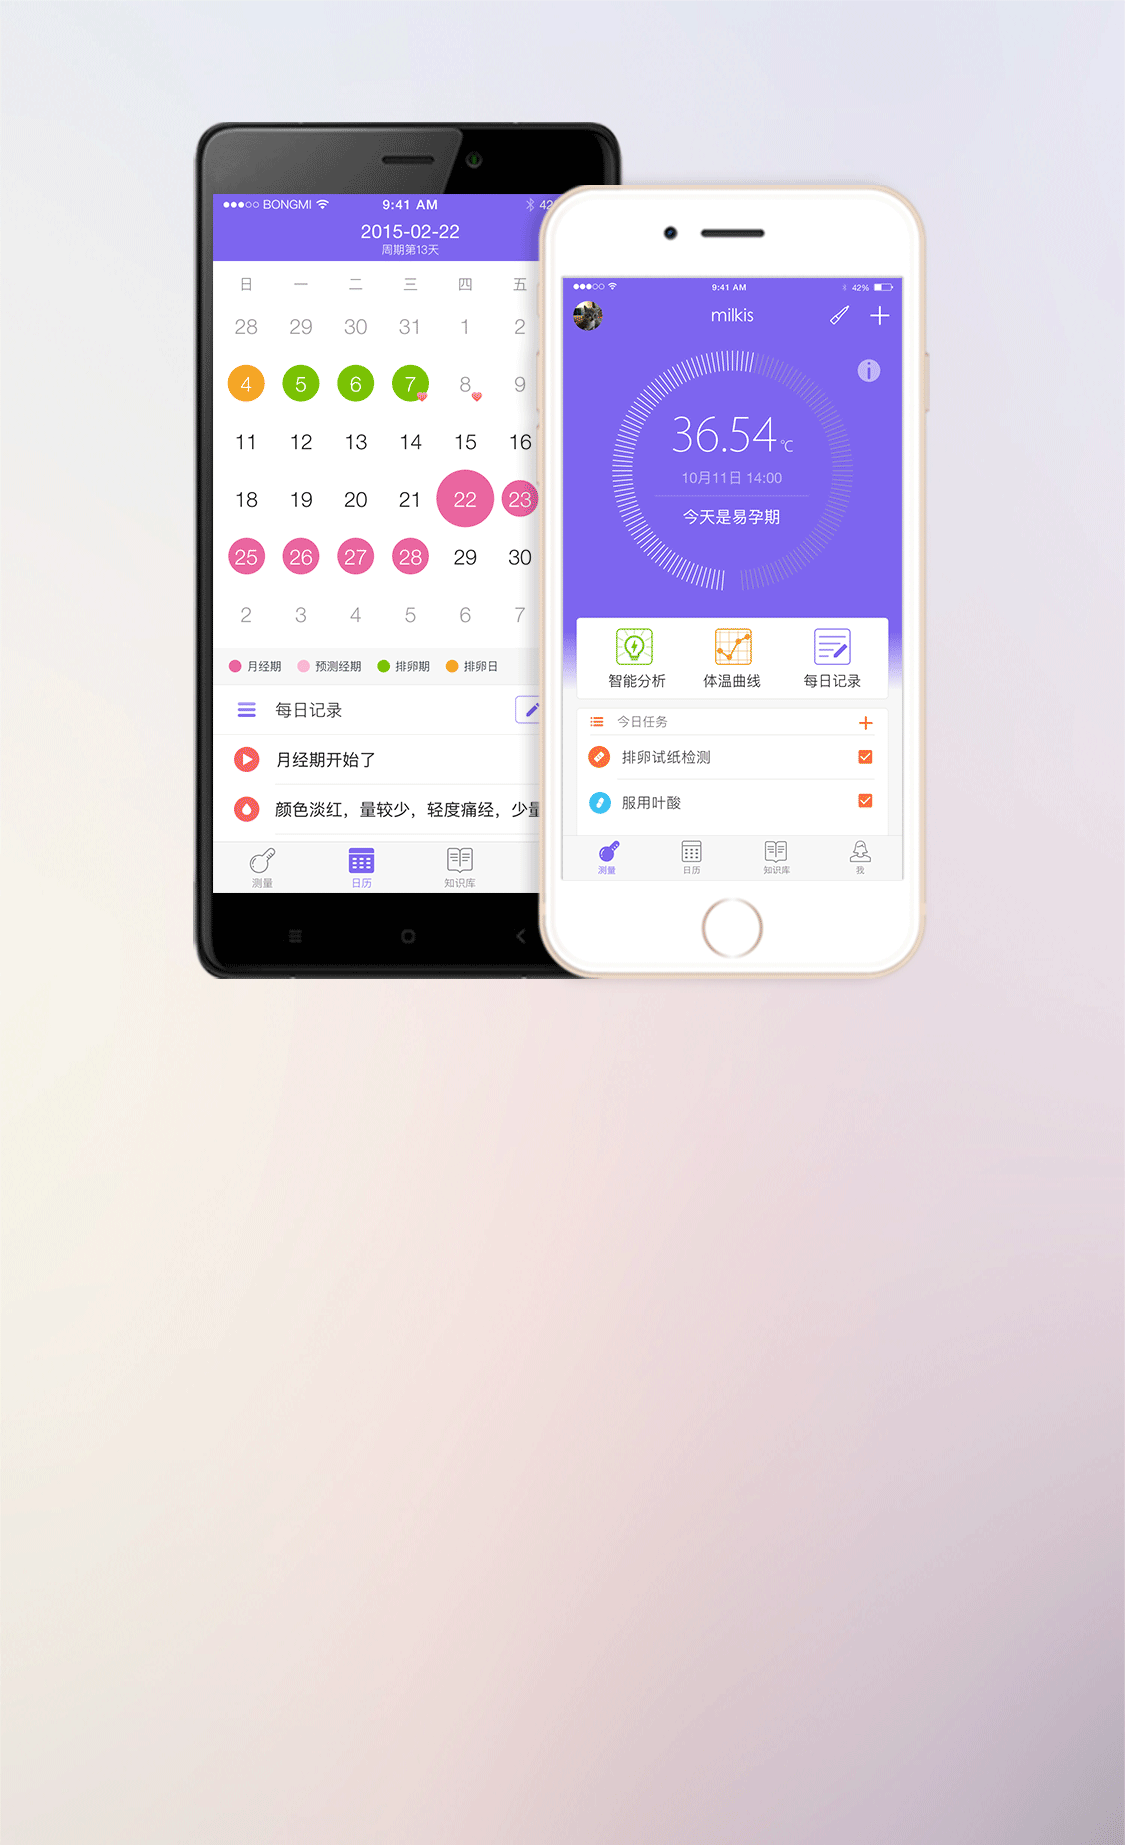 BONGMI 9:41 AM
2015-02-22
周期第13天
日 一 二 三 四 五
28 29 30 31 1 2
4 5 6 7 8 9
11 12 13 14 15 16
18 19 20 21 22 23
25 26 27 28 29 30
2 3 4 5 6 7
月经期 预测经期 排卵期 排卵日
每日记录
月经期开始了
颜色淡红，量较少，轻度痛经，少量
测量 日历 知识库
9:41 AM 42%
milkis
36.54℃
10月11日 14:00
今天是易孕期
智能分析 体温曲线 每日记录
今日任务
排卵试纸检测
服用叶酸
测量 日历 知识库 我